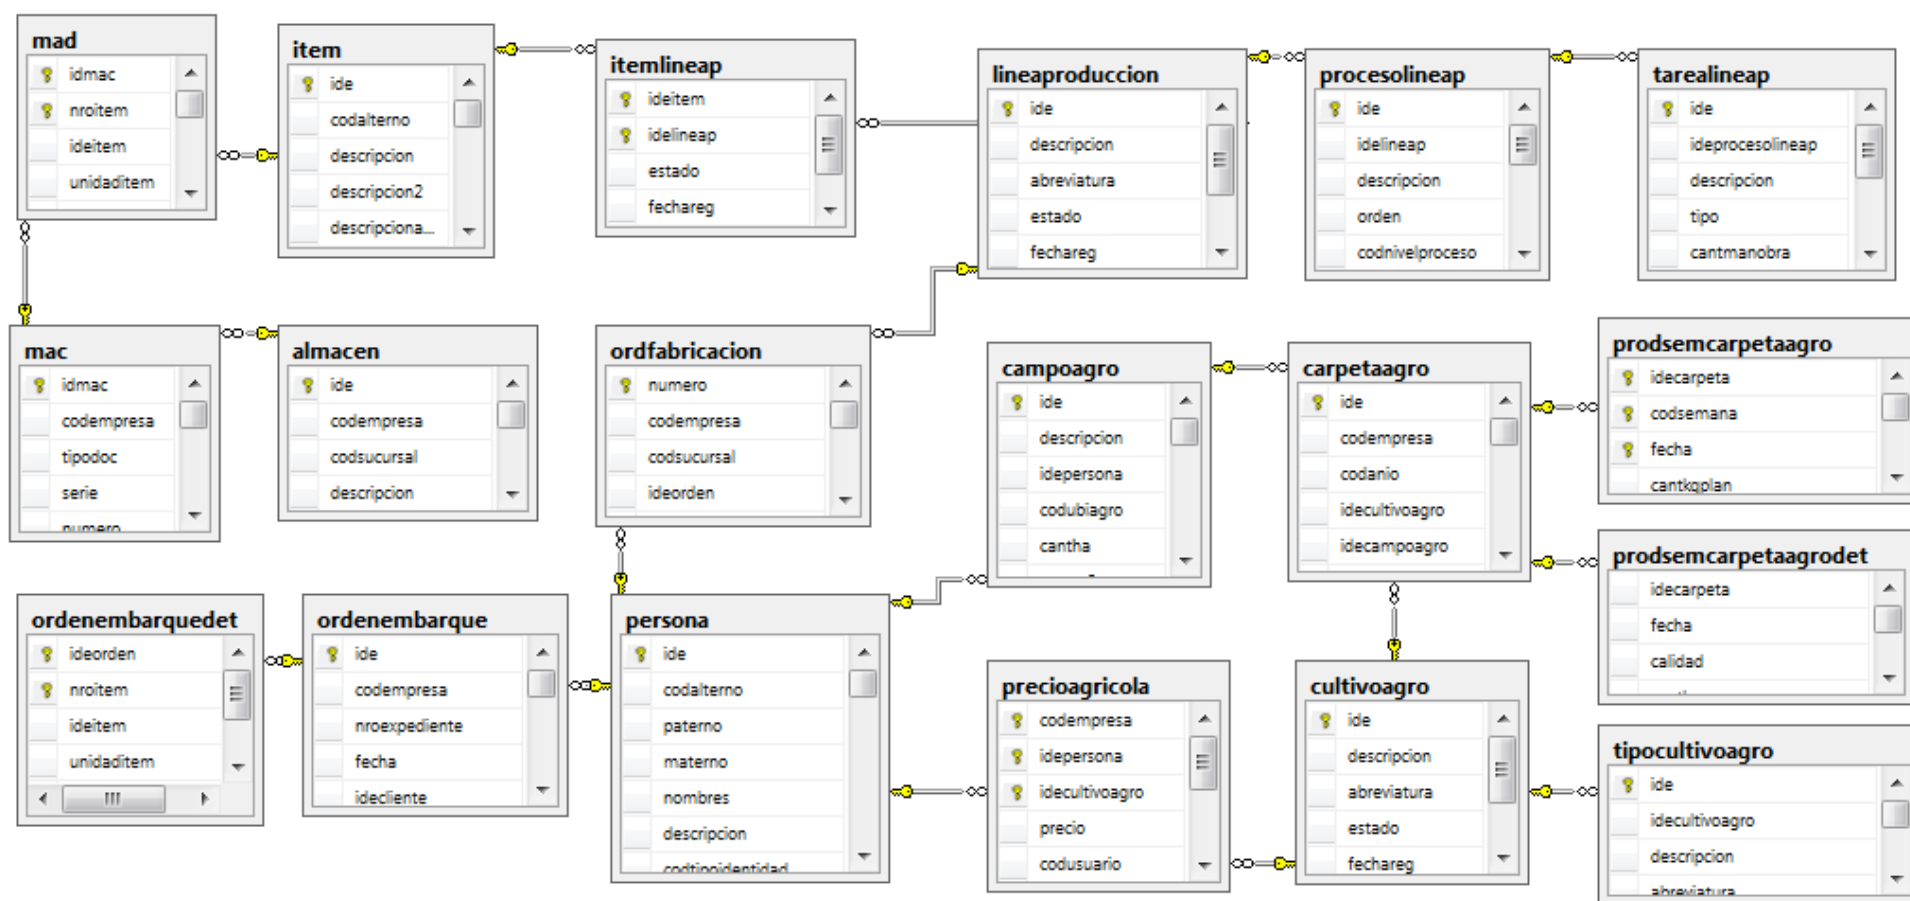 mad
idmac
nroitem
ideitem
unidaditem
item
ide
codalterno
descripcion
descripcion2
descripciona...
itemlineap
ideitem
idelineap
estado
fechareg
lineaproduccion
ide
descripcion
abreviatura
estado
fechareg
procesolineap
ide
idelineap
descripcion
orden
codnivelproceso
tarealineap
ide
ideprocesolineap
descripcion
tipo
cantmanobra
mac
idmac
codempresa
tipodoc
serie
numero
almacen
ide
codempresa
codsucursal
descripcion
ordfabricacion
numero
codempresa
codsucursal
ideorden
campoagro
ide
descripcion
idepersona
codubiagro
cantha
carpetaagro
ide
codempresa
codanio
idecultivoagro
idecampoagro
prodsemcarpetaagro
idecarpeta
codsemana
fecha
cantkgplan
prodsemcarpetaagrodet
idecarpeta
fecha
calidad
ordenembarquedet
ideorden
nroitem
ideitem
unidaditem
ordenembarque
ide
codempresa
nroexpediente
fecha
idecliente
persona
ide
codalterno
paterno
materno
nombres
descripcion
codtipoidentidad
precioagricola
codempresa
idepersona
idecultivoagro
precio
codusuario
cultivoagro
ide
descripcion
abreviatura
estado
fechareg
tipocultivoagro
ide
idecultivoagro
descripcion
abreviatura